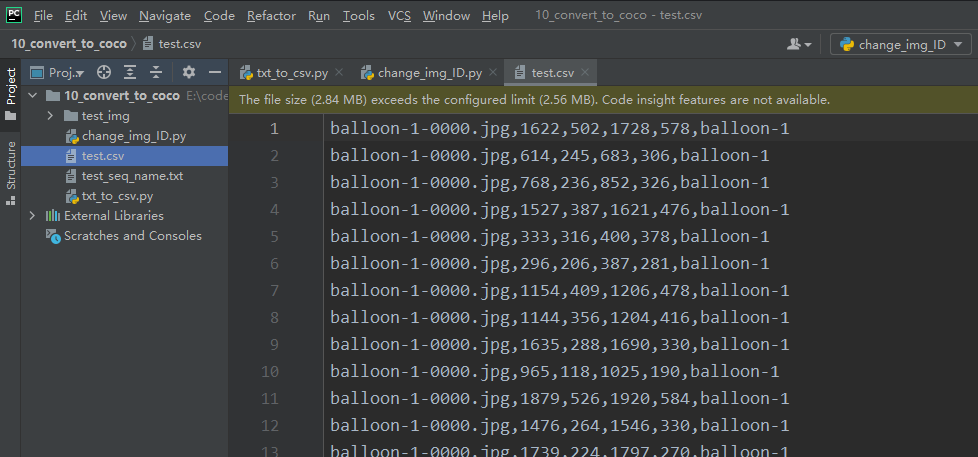 PC File Edit View Navigate Code Refactor Run Tools VCS Window Help 10_convert_to_coco - test.csv
10_convert_to_coco test.csv change_img_ID
Project
Structure
Proj..
10_convert_to_coco E:\code
test_img
change_img_ID.py
test.csv
test_seq_name.txt
txt_to_csv.py
External Libraries
Scratches and Consoles
txt_to_csv.py change_img_ID.py test.csv
The file size (2.84 MB) exceeds the configured limit (2.56 MB). Code insight features are not available.
1 balloon-1-0000.jpg,1622,502,1728,578,balloon-1
2 balloon-1-0000.jpg,614,245,683,306,balloon-1
3 balloon-1-0000.jpg,768,236,852,326,balloon-1
4 balloon-1-0000.jpg,1527,387,1621,476,balloon-1
5 balloon-1-0000.jpg,333,316,400,378,balloon-1
6 balloon-1-0000.jpg,296,206,387,281,balloon-1
7 balloon-1-0000.jpg,1154,409,1206,478,balloon-1
8 balloon-1-0000.jpg,1144,356,1204,416,balloon-1
9 balloon-1-0000.jpg,1635,288,1690,330,balloon-1
10 balloon-1-0000.jpg,965,118,1025,190,balloon-1
11 balloon-1-0000.jpg,1879,526,1920,584,balloon-1
12 balloon-1-0000.jpg,1476,264,1546,330,balloon-1
13 balloon-1-0000.jpg,1739,224,1797,270,balloon-1